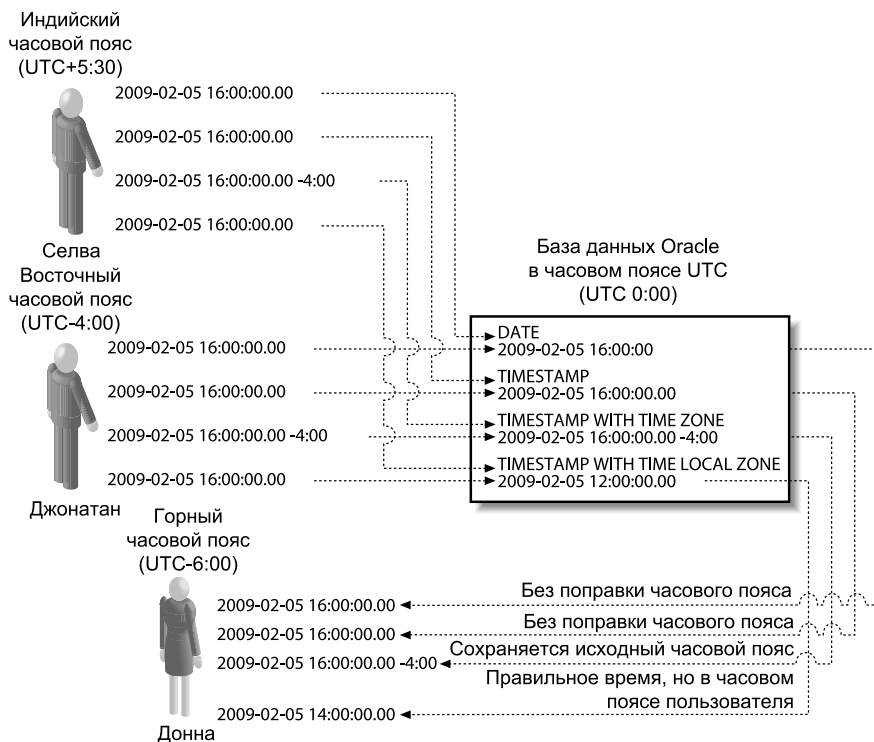 Индийский
часовой пояс
(UTC+5:30)
2009-02-05 16:00:00.00
2009-02-05 16:00:00.00
2009-02-05 16:00:00.00 -4:00
2009-02-05 16:00:00.00
Селва
Восточный
часовой пояс
(UTC-4:00)
2009-02-05 16:00:00.00
2009-02-05 16:00:00.00
2009-02-05 16:00:00.00 -4:00
2009-02-05 16:00:00.00
Джонатан
База данных Oracle
в часовом поясе UTC
(UTC 0:00)
DATE
2009-02-05 16:00:00
TIMESTAMP
2009-02-05 16:00:00.00
TIMESTAMP WITH TIME ZONE
2009-02-05 16:00:00.00 -4:00
TIMESTAMP WITH TIME LOCAL ZONE
2009-02-05 12:00:00.00
Горный
часовой пояс
(UTC-6:00)
2009-02-05 16:00:00.00
Без поправки часового пояса
2009-02-05 16:00:00.00
Без поправки часового пояса
2009-02-05 16:00:00.00 -4:00
Сохраняется исходный часовой пояс
Правильное время, но в часовом
поясе пользователя
2009-02-05 14:00:00.00
Донна